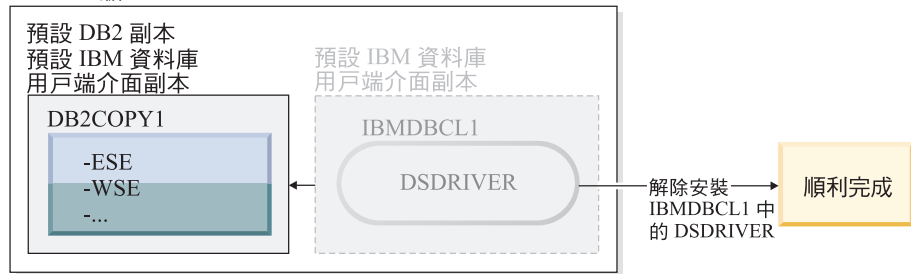 預設 DB2 副本
預設 IBM 資料庫
用戶端介面副本
DB2COPY1
-ESE
-WSE
-...
預設 IBM 資料庫
用戶端介面副本
IBMDBCL1
DSDRIVER
解除安裝
IBMDBCL1 中
的 DSDRIVER
順利完成